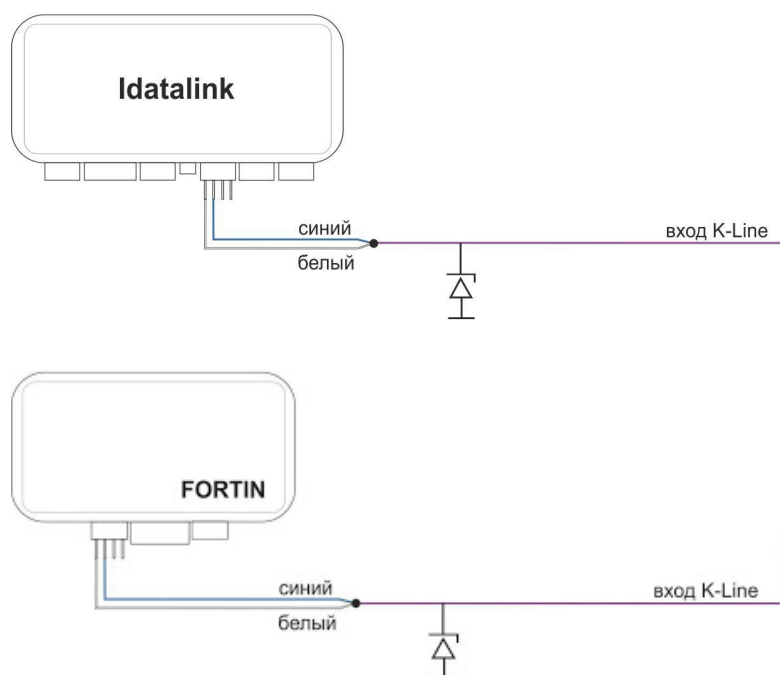 Idatalink
синий
вход K-Line
белый
FORTIN
синий
вход K-Line
белый